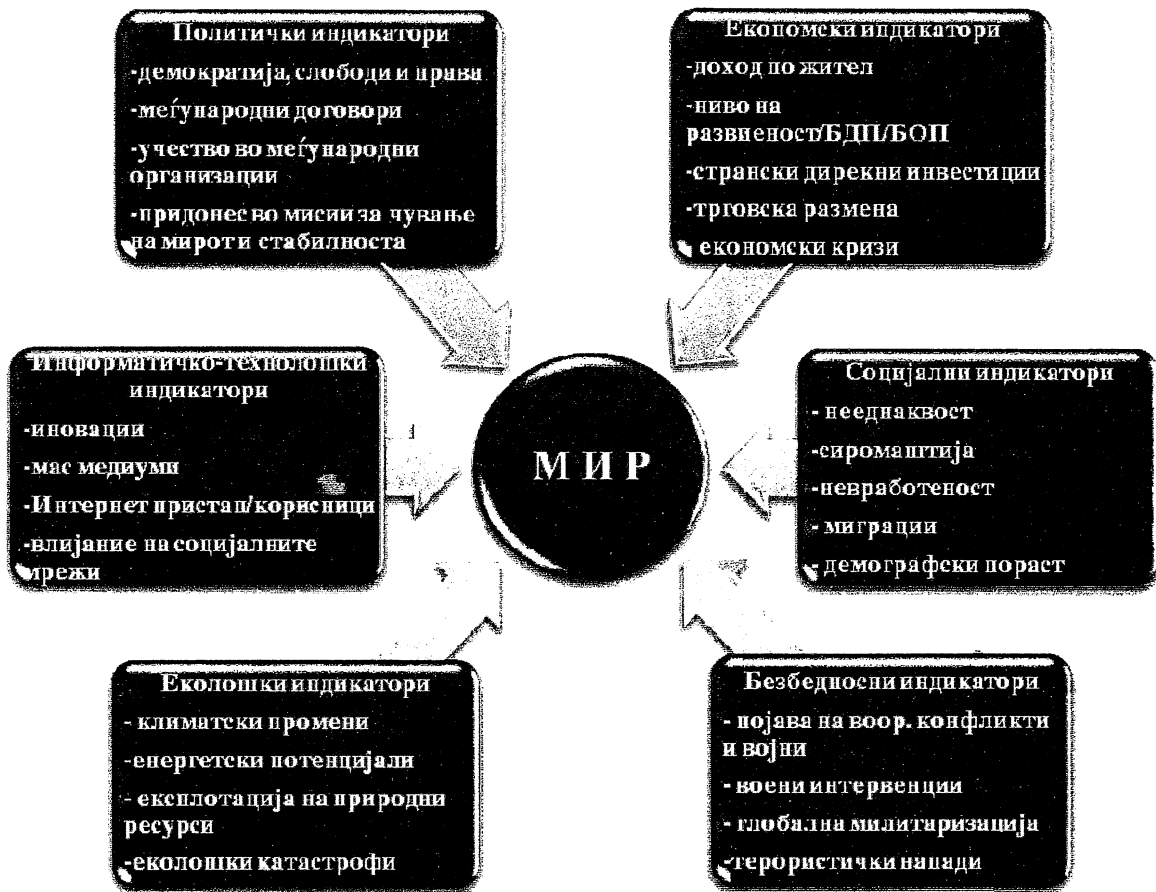 Политички индикатори
-демократија, слободи и права
-меѓународни договори
-учество во меѓународни
организации
-придонес во мисии за чување
на мирот и стабилноста
Економски индикатори
-доход по жител
-ниво на
развиеност/БДП/БОП
-странски дирекни инвестиции
-трговска размена
економски кризи
Информатичко-технолошки
индикатори
-иновации
-мас медиуми
-Интернет пристап/корисници
-влијание на социјалните
мрежи
М И Р
Социјални индикатори
- нееднаквост
-сиромаштија
-невработеност
- миграции
- демографски пораст
Еколошки индикатори
- климатски промени
-енергетски потенцијали
- експлотација на природни
ресурси
-еколошки катастрофи
Безбедносни индикатори
- појава на воор. конфликти
и војни
- воени интервенции
- глобална милитаризација
-терористички напади